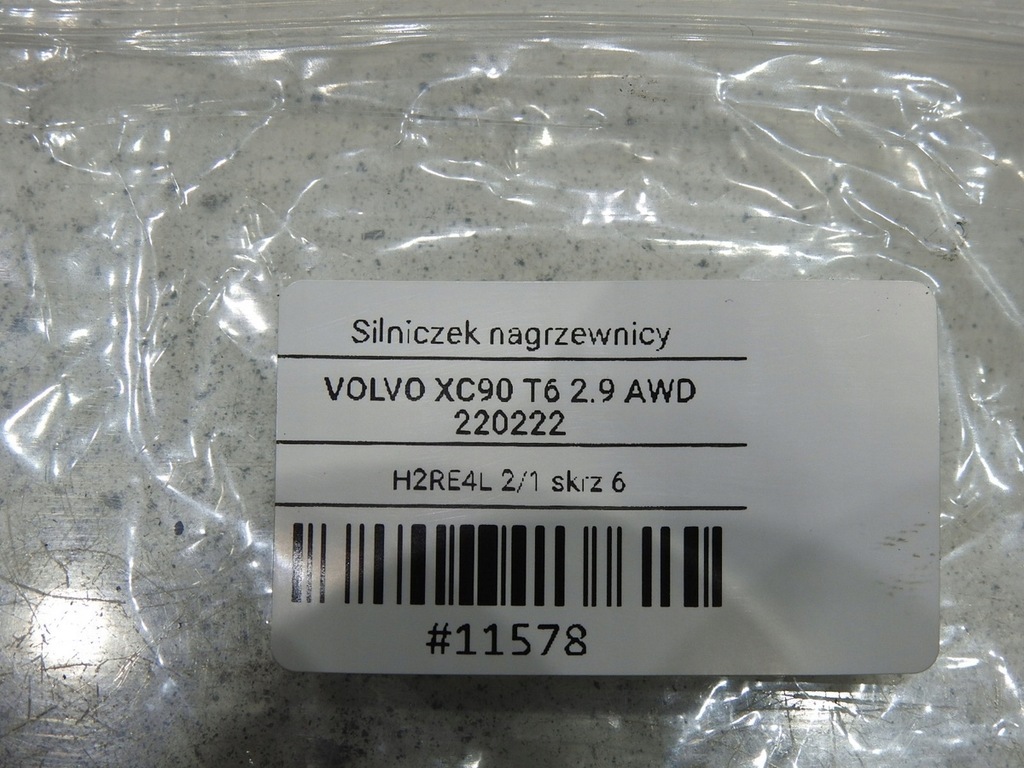 Silniczek nagrzewnicy
VOLVO XC90 T6 2.9 AWD
220222
H2RE4L 2/1 skrz 6
#11578